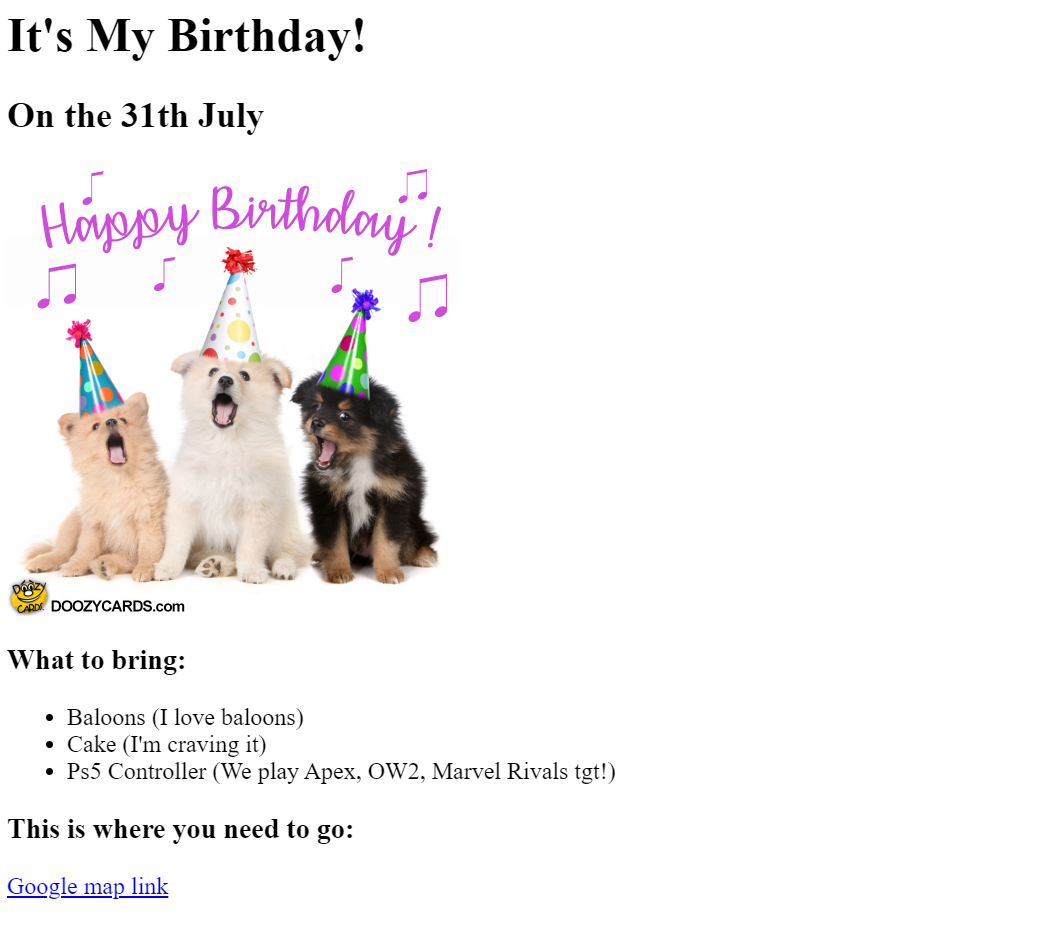 It's My Birthday!
On the 31th July
Happy Birthday!
DOOZY
CARDS
DOOZYCARDS.com
What to bring:
Baloons (I love baloons)
Cake (I'm craving it)
Ps5 Controller (We play Apex, OW2, Marvel Rivals tgt!)
This is where you need to go:
Google map link